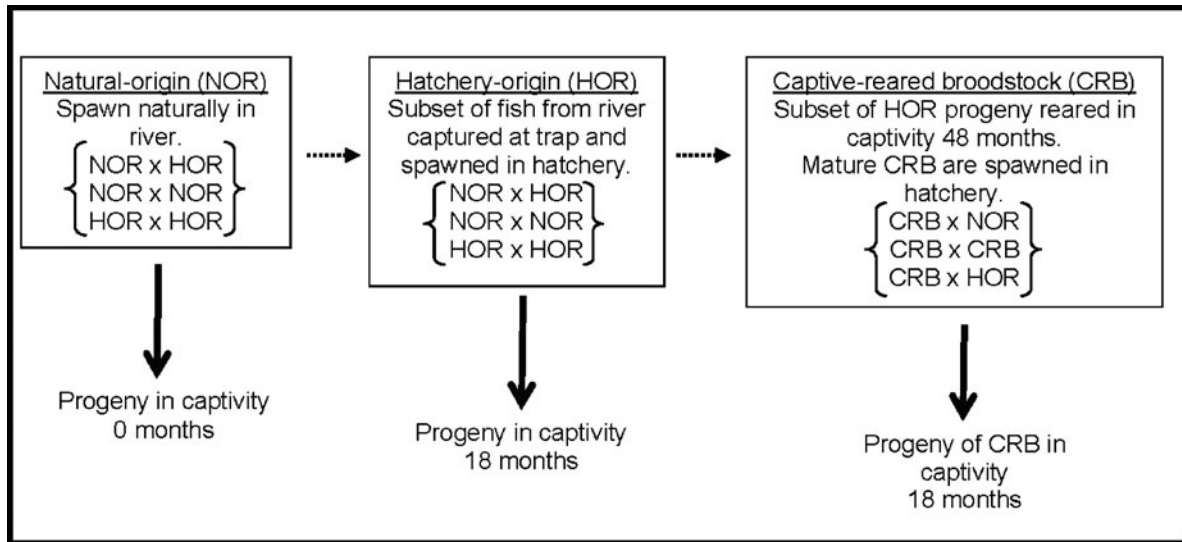 Natural-origin (NOR)
Spawn naturally in
river.
NOR x HOR
NOR x NOR
HOR x HOR
Progeny in captivity
0 months
Hatchery-origin (HOR)
Subset of fish from river
captured at trap and
spawned in hatchery.
NOR x HOR
NOR x NOR
HOR x HOR
Progeny in captivity
18 months
Captive-reared broodstock (CRB)
Subset of HOR progeny reared in
captivity 48 months.
Mature CRB are spawned in
hatchery.
CRB x NOR
CRB x CRB
CRB x HOR
Progeny of CRB in
captivity
18 months